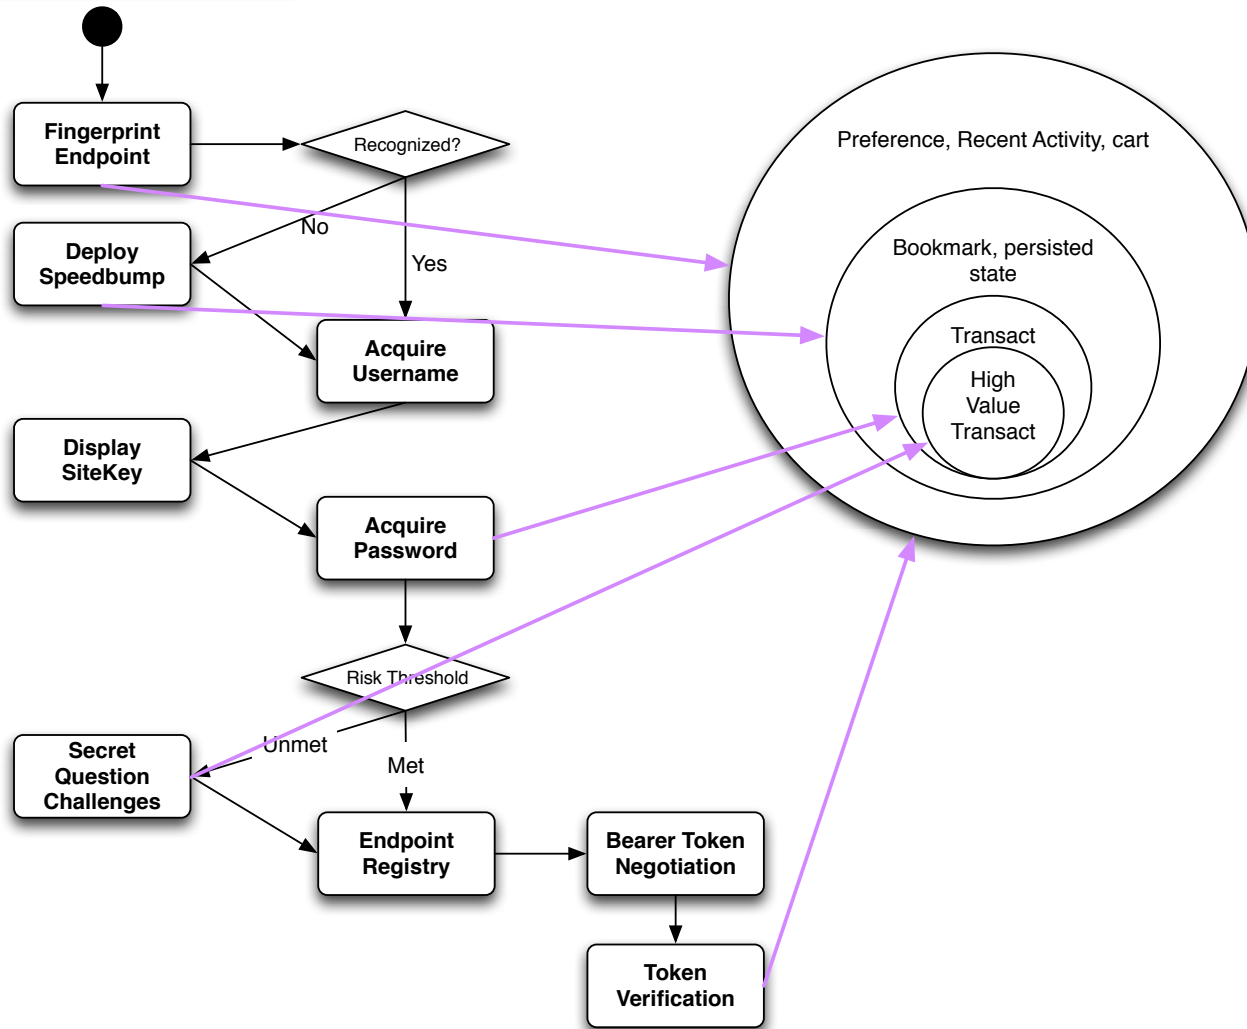 Fingerprint
Endpoint
Recognized?
No
Yes
Deploy
Speedbump
Acquire
Username
Display
SiteKey
Acquire
Password
Risk Threshold
Unmet
Met
Secret
Question
Challenges
Endpoint
Registry
Bearer Token
Negotiation
Token
Verification
Preference, Recent Activity, cart
Bookmark, persisted
state
Transact
High
Value
Transact